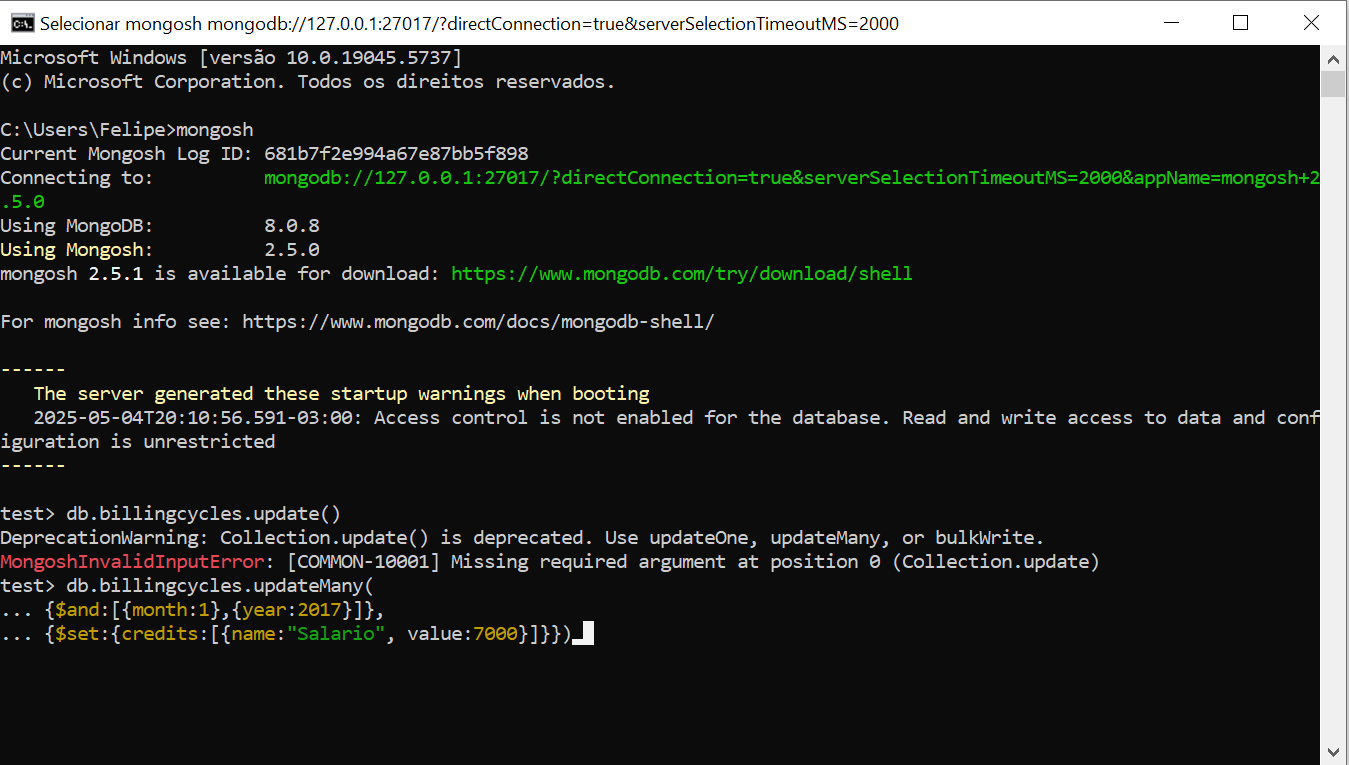 Selecionar mongosh mongodb://127.0.0.1:27017/?directConnection=true&serverSelectionTimeoutMS=2000
Microsoft Windows [versão 10.0.19045.5737]
(c) Microsoft Corporation. Todos os direitos reservados.
C:\Users\Felipe>mongosh
Current Mongosh Log ID: 681b7f2e994a67e87bb5f898
Connecting to:          mongodb://127.0.0.1:27017/?directConnection=true&serverSelectionTimeoutMS=2000&appName=mongosh+2
.5.0
Using MongoDB:          8.0.8
Using Mongosh:          2.5.0
mongosh 2.5.1 is available for download: https://www.mongodb.com/try/download/shell
For mongosh info see: https://www.mongodb.com/docs/mongodb-shell/
------
   The server generated these startup warnings when booting
   2025-05-04T20:10:56.591-03:00: Access control is not enabled for the database. Read and write access to data and conf
iguration is unrestricted
------
test> db.billingcycles.update()
DeprecationWarning: Collection.update() is deprecated. Use updateOne, updateMany, or bulkWrite.
MongoshInvalidInputError: [COMMON-10001] Missing required argument at position 0 (Collection.update)
test> db.billingcycles.updateMany(
... {$and:[{month:1},{year:2017}]},
... {$set:{credits:[{name:"Salario", value:7000}]}})